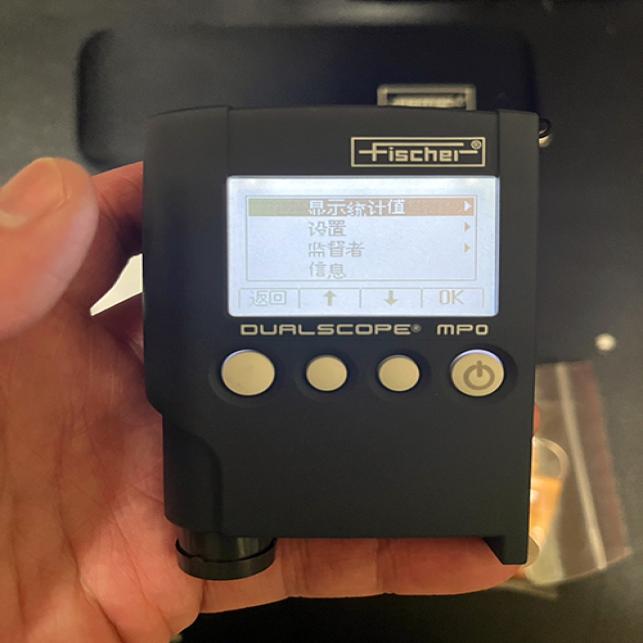 Fischer®
显示统计值
设置
监督者
信息
返回 ↑ ↓ OK
DUALSCOPE® MP0